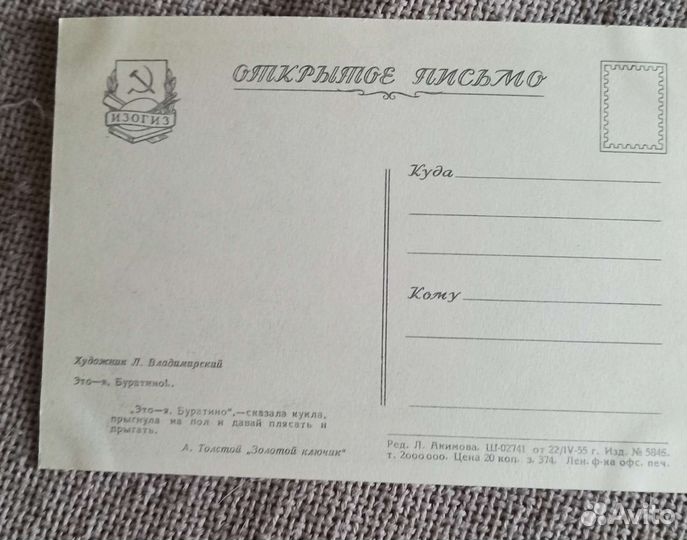 ИЗОГИЗ
ОТКРЫТОЕ ПИСЬМО
Куда
Кому
Художник Л. Владимирский
Это—я, Буратино!..
„Это—я, Буратино",—сказала кукла,
прыгнула на пол и давай плясать и
прыгать.
А. Толстой „Золотой ключик"
Ред. Л. Акимова. Ш-02741 от 22/IV-55 г. Изд. № 5846.
т. 2000000. Цена 20 коп. з. 374. Лен. ф-ка офс. печ.
Avito